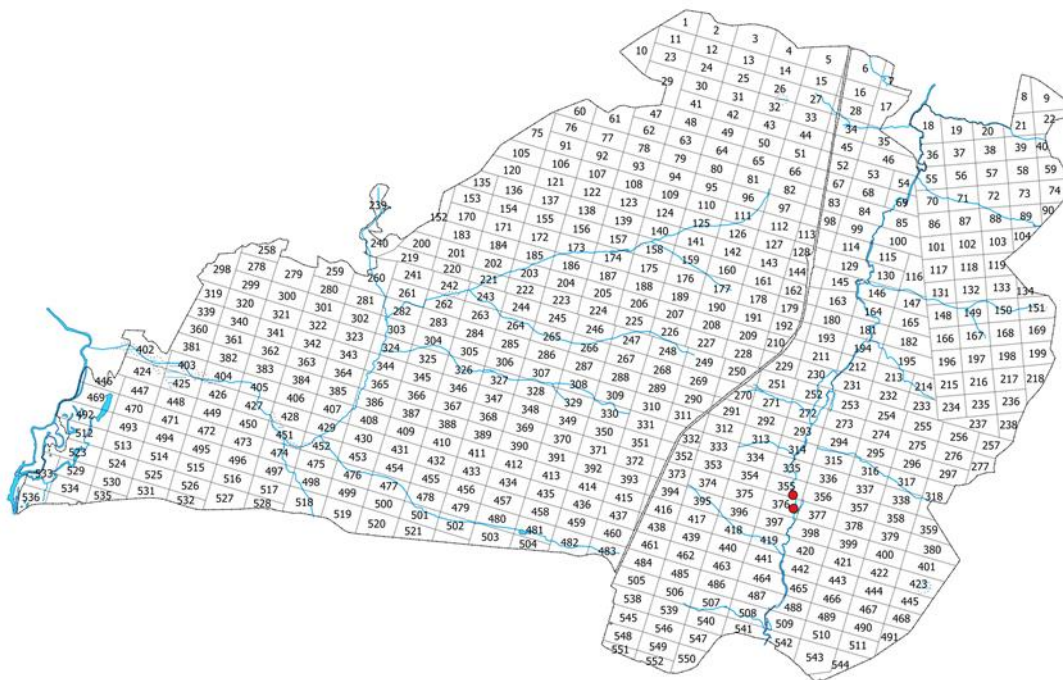 1 2 3 4 5 6 7 8 9
10 11 12 13 14 15 16 17 18 19 20 21 22
23 24 25 26 27 28
29 30 31 32 33 34 35 36 37 38 39 40
41 42 43 44 45 46
47 48 49 50 51 52 53 54 55 56 57 58 59
60 61 62 63 64 65 66 67 68 69 70 71 72 73 74
75 76 77 78 79 80 81 82 83 84 85 86 87 88 89 90
91 92 93 94 95 96 97 98 99 100 101 102 103 104
105 106 107 108 109 110 111 112 113 114 115 116 117 118 119
120 121 122 123 124 125 126 127 128 129 130 131 132 133 134
135 136 137 138 139 140 141 142 143 144 145 146 147 148 149 150 151
152 153 154 155 156 157 158 159 160 161 162 163 164 165 166 167 168 169
170 171 172 173 174 175 176 177 178 179 180 181 182
183 184 185 186 187 188 189 190 191 192 193 194 195 196 197 198 199
200 201 202 203 204 205 206 207 208 209 210 211 212 213 214 215 216 217 218
219 220 221 222 223 224 225 226 227 228 229 230 231 232 233 234 235 236 237 238
239
240 241 242 243 244 245 246 247 248 249 250 251 252 253 254 255 256 257
258 259 260 261 262 263 264 265 266 267 268 269 270 271 272 273 274 275 276 277
278 279 280 281 282 283 284 285 286 287 288 289 290 291 292 293 294 295 296 297
298 299 300 301 302 303 304 305 306 307 308 309 310 311 312 313 314 315 316 317 318
319 320 321 322 323 324 325 326 327 328 329 330 331 332 333 334 335 336 337 338
339 340 341 342 343 344 345 346 347 348 349 350 351 352 353 354 355 356 357 358 359
360 361 362 363 364 365 366 367 368 369 370 371 372 373 374 375 376 377 378 379 380
381 382 383 384 385 386 387 388 389 390 391 392 393 394 395 396 397 398 399 400 401
402 403 404 405 406 407 408 409 410 411 412 413 414 415 416 417 418 419 420 421 422 423
424 425 426 427 428 429 430 431 432 433 434 435 436 437 438 439 440 441 442 443 444 445
446 447 448 449 450 451 452 453 454 455 456 457 458 459 460 461 462 463 464 465 466 467 468
469 470 471 472 473 474 475 476 477 478 479 480 481 482 483 484 485 486 487 488 489 490 491
492 493 494 495 496 497 498 499 500 501 502 503 504 505 506 507 508 509 510 511
512 513 514 515 516 517 518 519 520 521
523 524 525 526 527 528
529 530 531 532
533 534 535
536
538 539 540 541 542 543 544
545 546 547
548 549 550
551 552